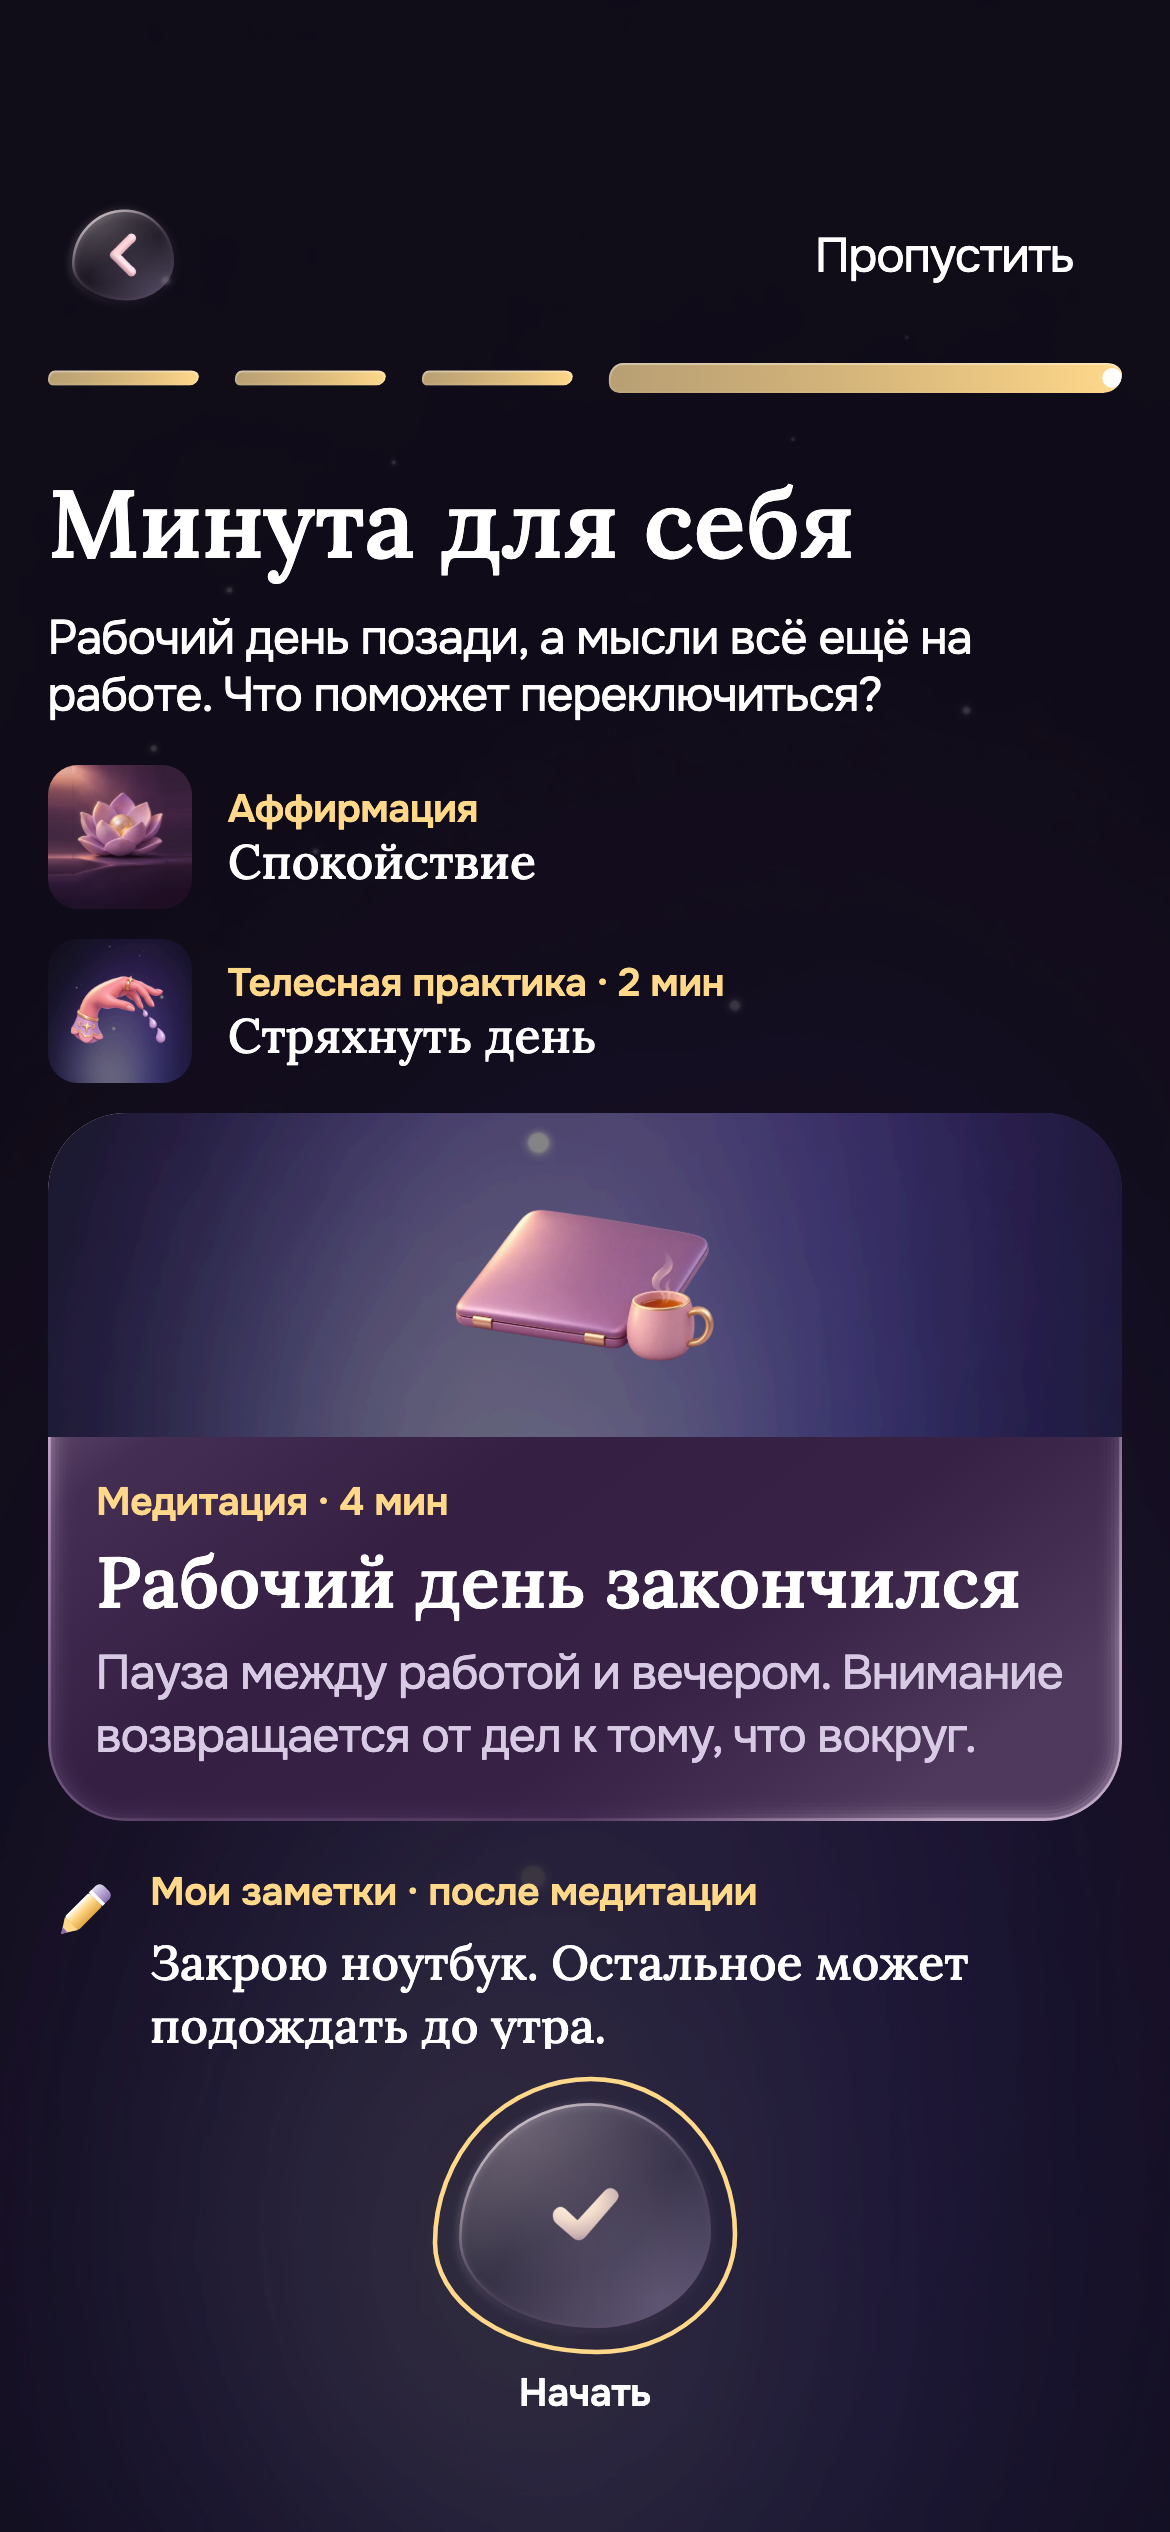 Пропустить
Минута для себя
Рабочий день позади, а мысли всё ещё на
работе. Что поможет переключиться?
Аффирмация
Спокойствие
Телесная практика · 2 мин
Стряхнуть день
Медитация · 4 мин
Рабочий день закончился
Пауза между работой и вечером. Внимание
возвращается от дел к тому, что вокруг.
Мои заметки · после медитации
Закрою ноутбук. Остальное может
подождать до утра.
Начать